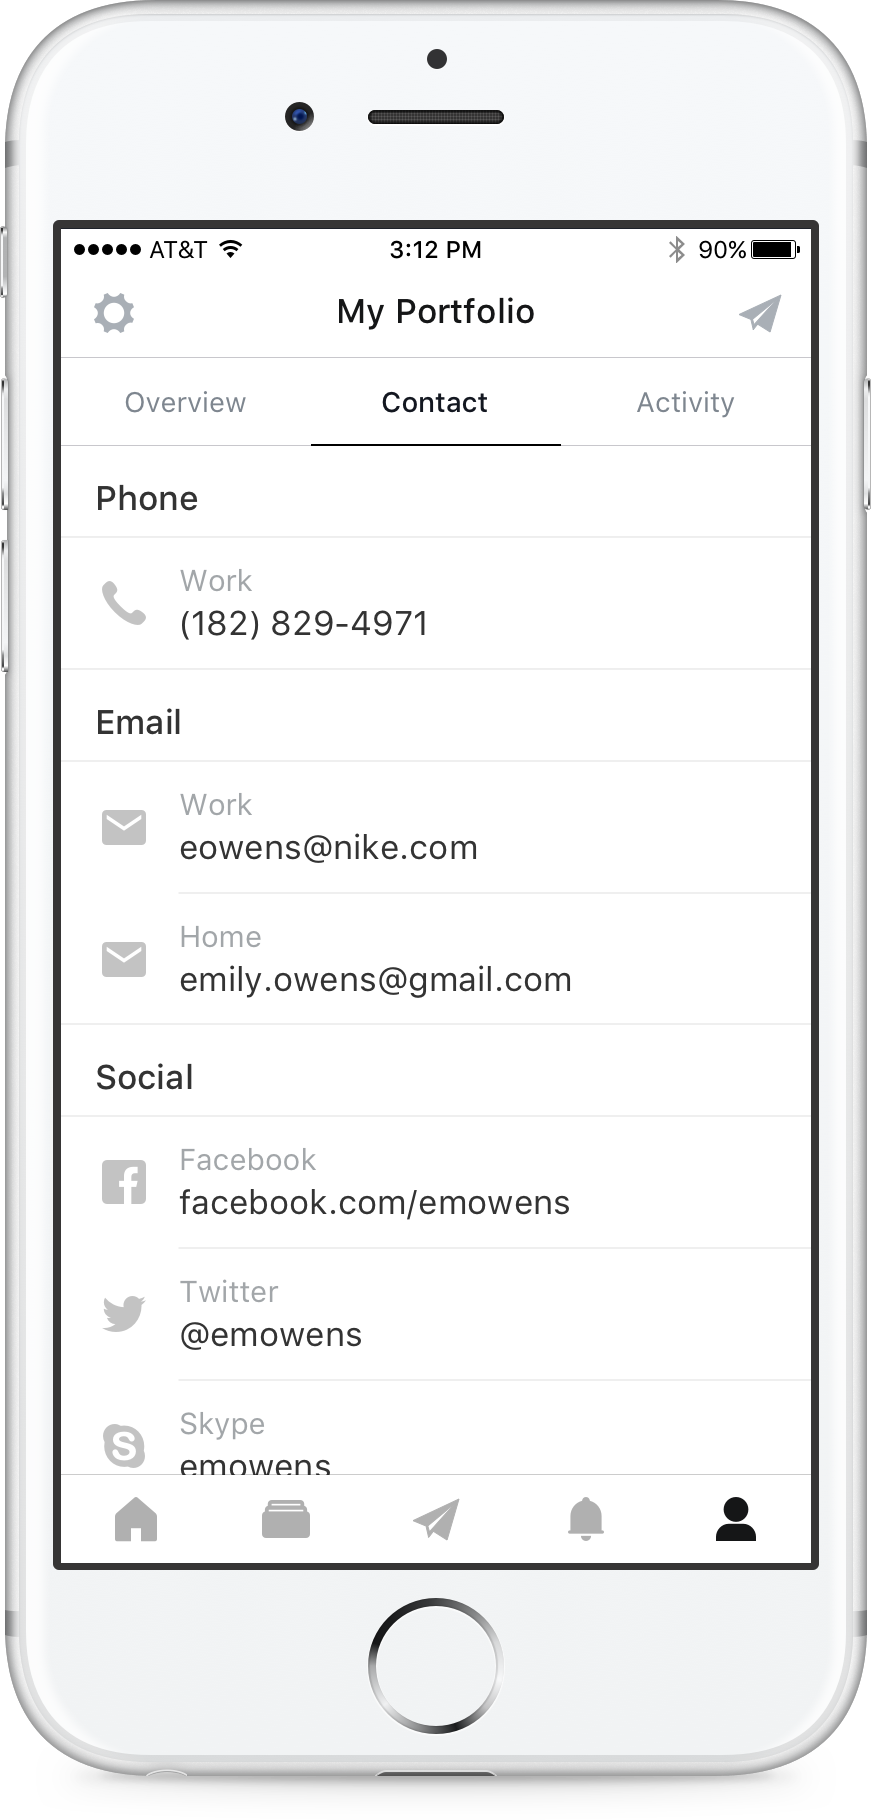 AT&T 3:12 PM 90%
My Portfolio
Overview Contact Activity
Phone
Work
(182) 829-4971
Email
Work
eowens@nike.com
Home
emily.owens@gmail.com
Social
Facebook
facebook.com/emowens
Twitter
@emowens
Skype
emowens